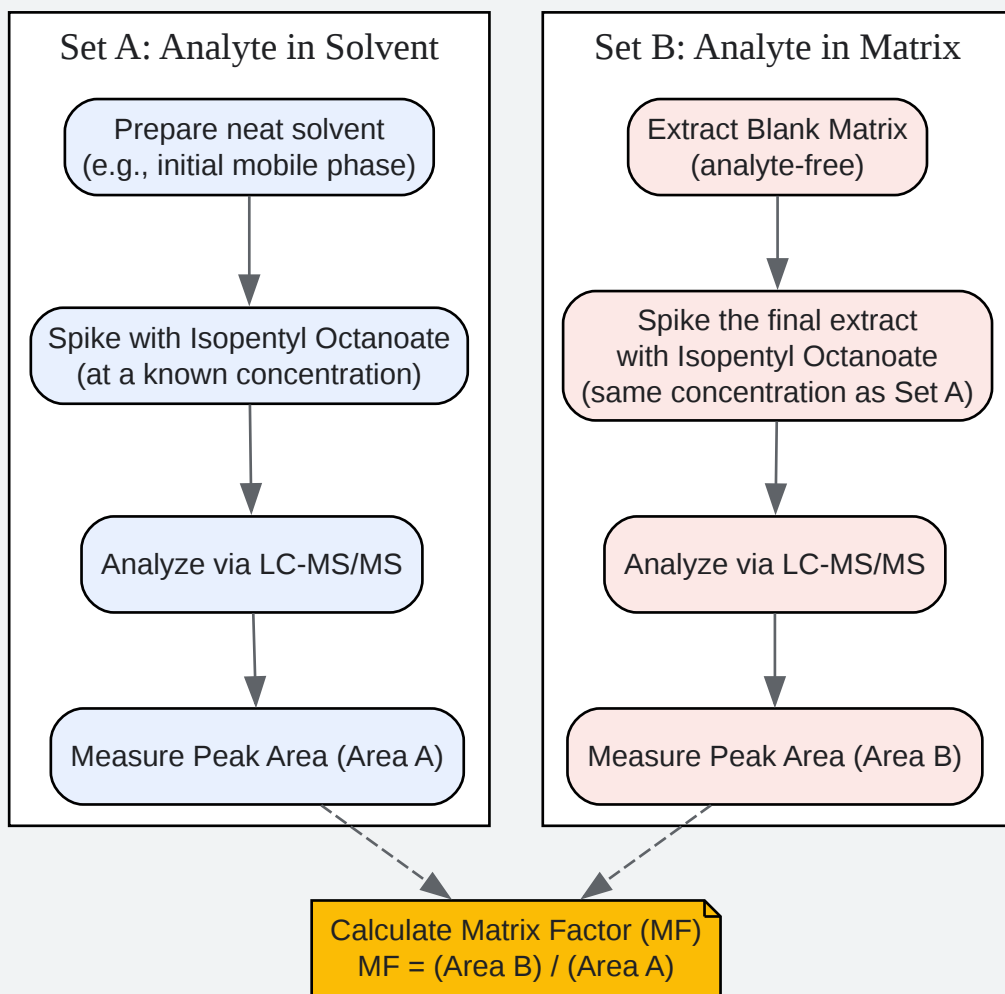 Set A: Analyte in Solvent
Prepare neat solvent
(e.g., initial mobile phase)
Spike with Isopentyl Octanoate
(at a known concentration)
Analyze via LC-MS/MS
Measure Peak Area (Area A)
Set B: Analyte in Matrix
Extract Blank Matrix
(analyte-free)
Spike the final extract
with Isopentyl Octanoate
(same concentration as Set A)
Analyze via LC-MS/MS
Measure Peak Area (Area B)
Calculate Matrix Factor (MF)
MF = (Area B) / (Area A)